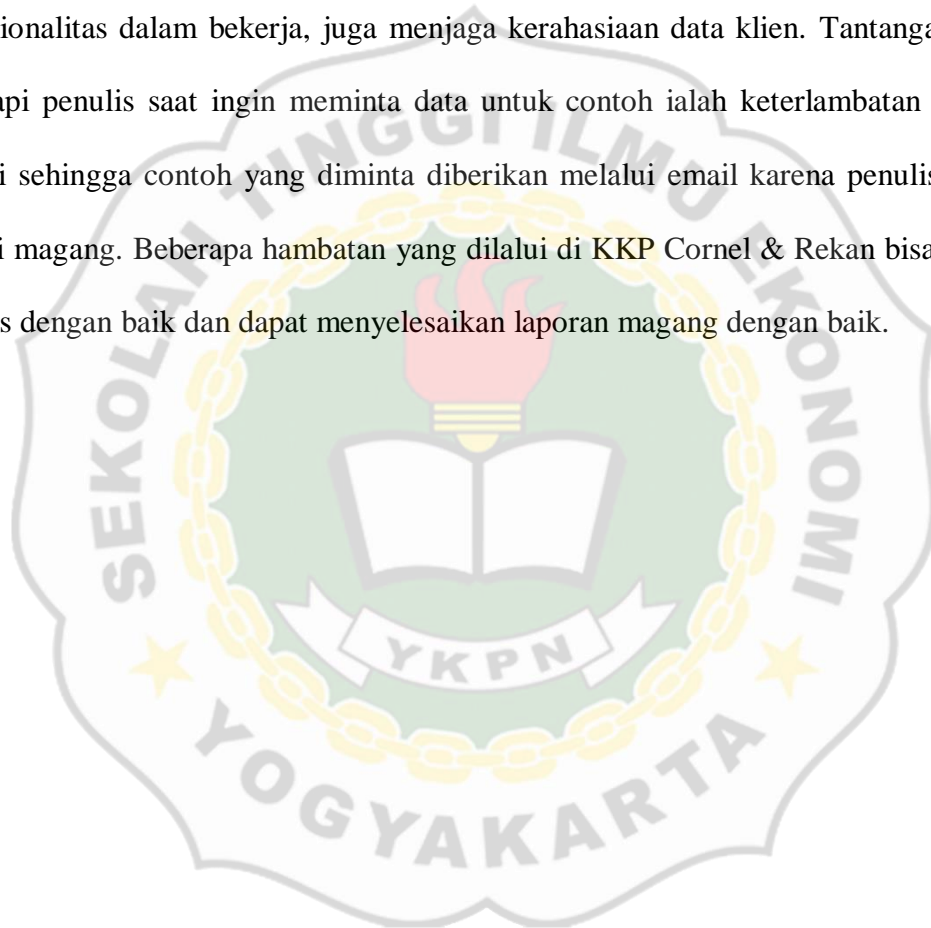 ionalitas dalam bekerja, juga menjaga kerahasiaan data klien. Tantanga
api penulis saat ingin meminta data untuk contoh ialah keterlambatan
i sehingga contoh yang diminta diberikan melalui email karena penulis
i magang. Beberapa hambatan yang dilalui di KKP Cornel & Rekan bisa
s dengan baik dan dapat menyelesaikan laporan magang dengan baik.
SEKOLAH TINGGI ILMU EKONOMI
YKPN
YOGYAKARTA